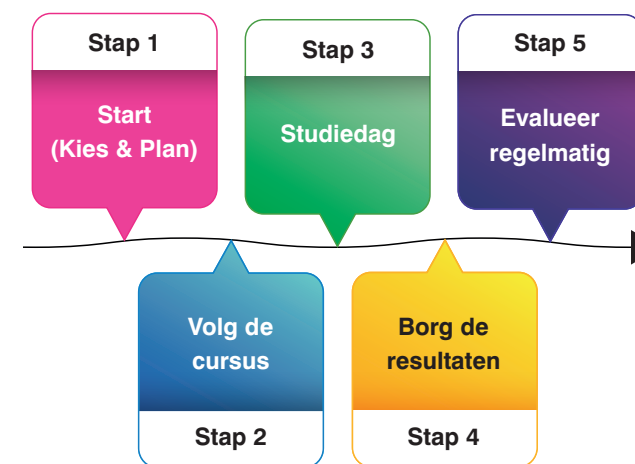 Stap 1
Start
(Kies & Plan)
Volg de
cursus
Stap 2
Stap 3
Studiedag
Borg de
resultaten
Stap 4
Stap 5
Evalueer
regelmatig